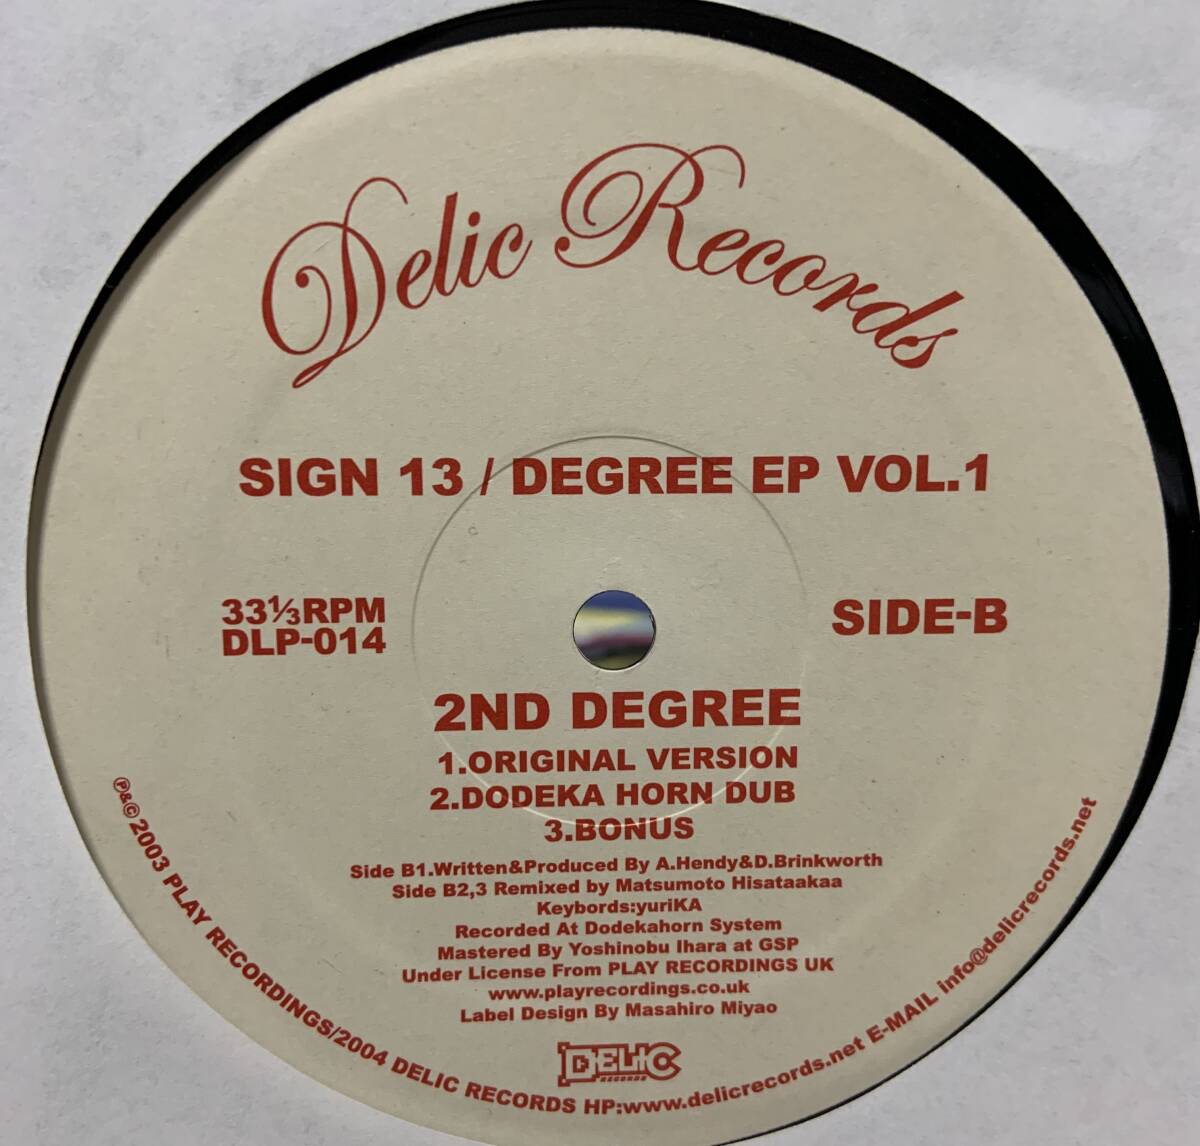 Delic Records
SIGN 13 / DEGREE EP VOL.1
33⅓RPM
DLP-014
SIDE-B
2ND DEGREE
1.ORIGINAL VERSION
2.DODEKA HORN DUB
3.BONUS
Side B1.Written&Produced By A.Hendy&D.Brinkworth
Side B2,3 Remixed by Matsumoto Hisataakaa
Keybords:yuriKA
Recorded At Dodekahorn System
Mastered By Yoshinobu Ihara at GSP
Under License From PLAY RECORDINGS UK
www.playrecordings.co.uk
Label Design By Masahiro Miyao
DELIC
RECORDS
℗&© 2003 PLAY RECORDINGS/2004 DELIC RECORDS HP:www.delicrecords.net E-MAIL info@delicrecords.net